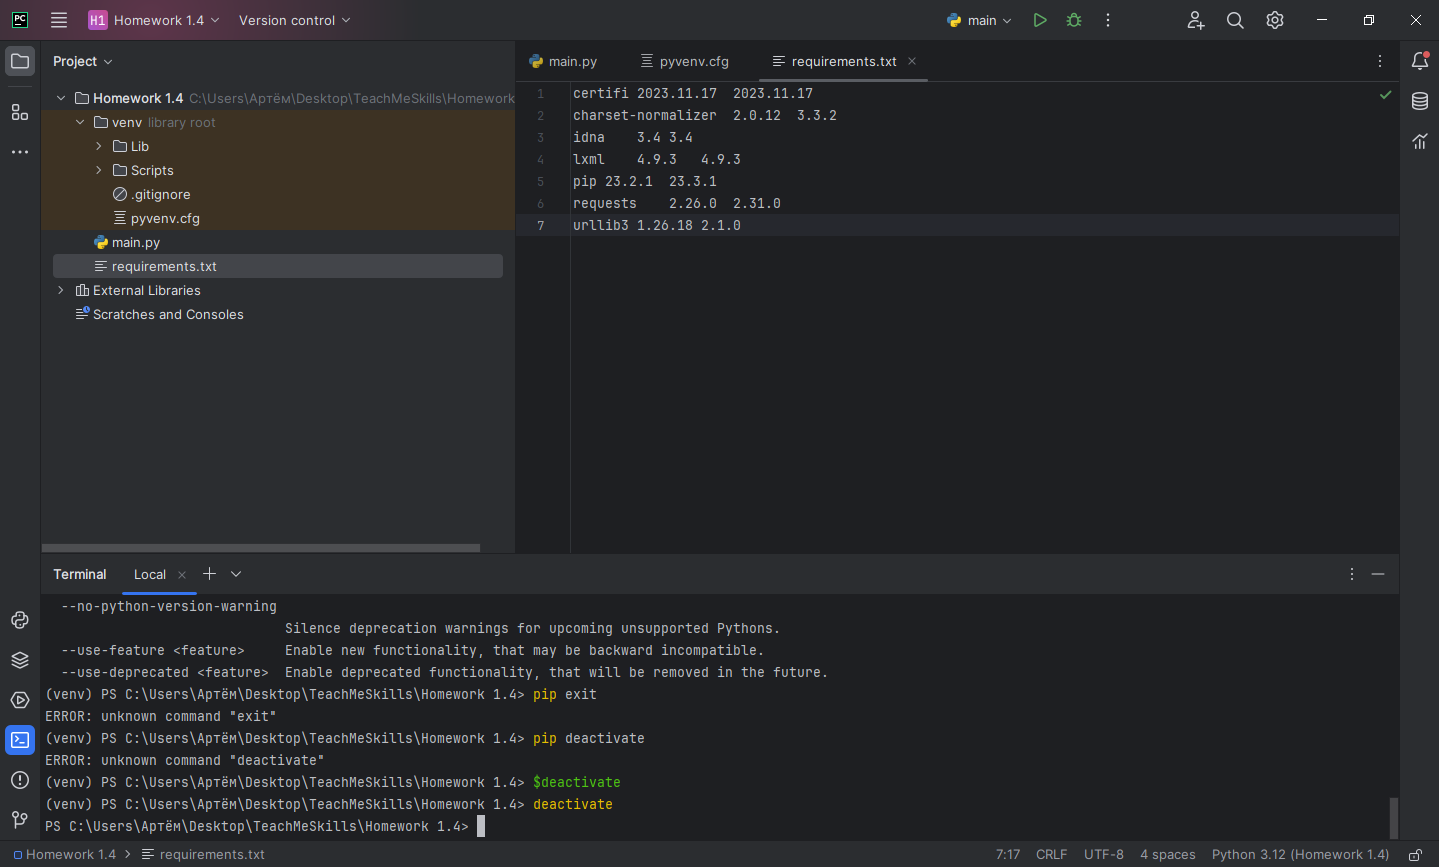 PC H1 Homework 1.4 Version control main
Project
main.py pyvenv.cfg requirements.txt
Homework 1.4 C:\Users\Артём\Desktop\TeachMeSkills\Homework
venv library root
Lib
Scripts
.gitignore
pyvenv.cfg
main.py
requirements.txt
External Libraries
Scratches and Consoles
1 certifi 2023.11.17 2023.11.17
2 charset-normalizer 2.0.12 3.3.2
3 idna 3.4 3.4
4 lxml 4.9.3 4.9.3
5 pip 23.2.1 23.3.1
6 requests 2.26.0 2.31.0
7 urllib3 1.26.18 2.1.0
Terminal Local
--no-python-version-warning
Silence deprecation warnings for upcoming unsupported Pythons.
--use-feature <feature> Enable new functionality, that may be backward incompatible.
--use-deprecated <feature> Enable deprecated functionality, that will be removed in the future.
(venv) PS C:\Users\Артём\Desktop\TeachMeSkills\Homework 1.4> pip exit
ERROR: unknown command "exit"
(venv) PS C:\Users\Артём\Desktop\TeachMeSkills\Homework 1.4> pip deactivate
ERROR: unknown command "deactivate"
(venv) PS C:\Users\Артём\Desktop\TeachMeSkills\Homework 1.4> $deactivate
(venv) PS C:\Users\Артём\Desktop\TeachMeSkills\Homework 1.4> deactivate
PS C:\Users\Артём\Desktop\TeachMeSkills\Homework 1.4>
Homework 1.4 > requirements.txt 7:17 CRLF UTF-8 4 spaces Python 3.12 (Homework 1.4)